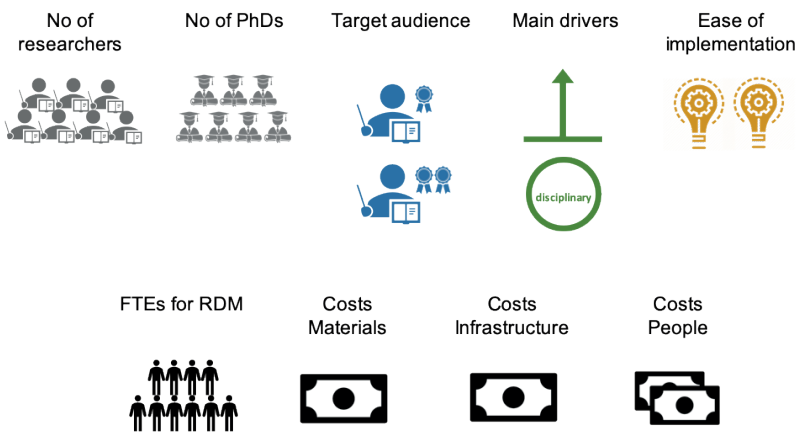 No of
researchers
No of PhDs
Target audience
Main drivers
Ease of
implementation
disciplinary
FTEs for RDM
Costs
Materials
Costs
Infrastructure
Costs
People